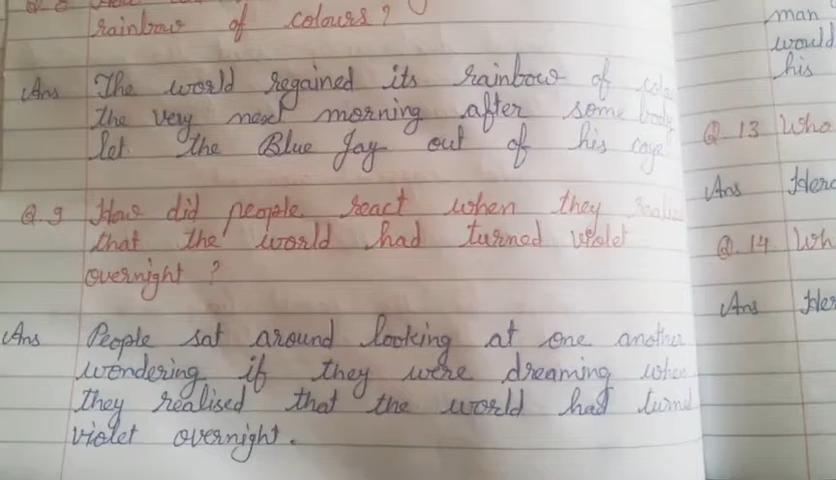 rainbow of colours ?
Ans The world regained its rainbow of
the very next morning after some body
let the Blue Jay out of his cage
Q.9 How did people react when they
that the world had turned violet
overnight ?
Ans People sat around looking at one another
wondering if they were dreaming when
they realised that the world had turned
violet overnight.
man
would
his
Q.13 Who
Ans
Q.14
Ans